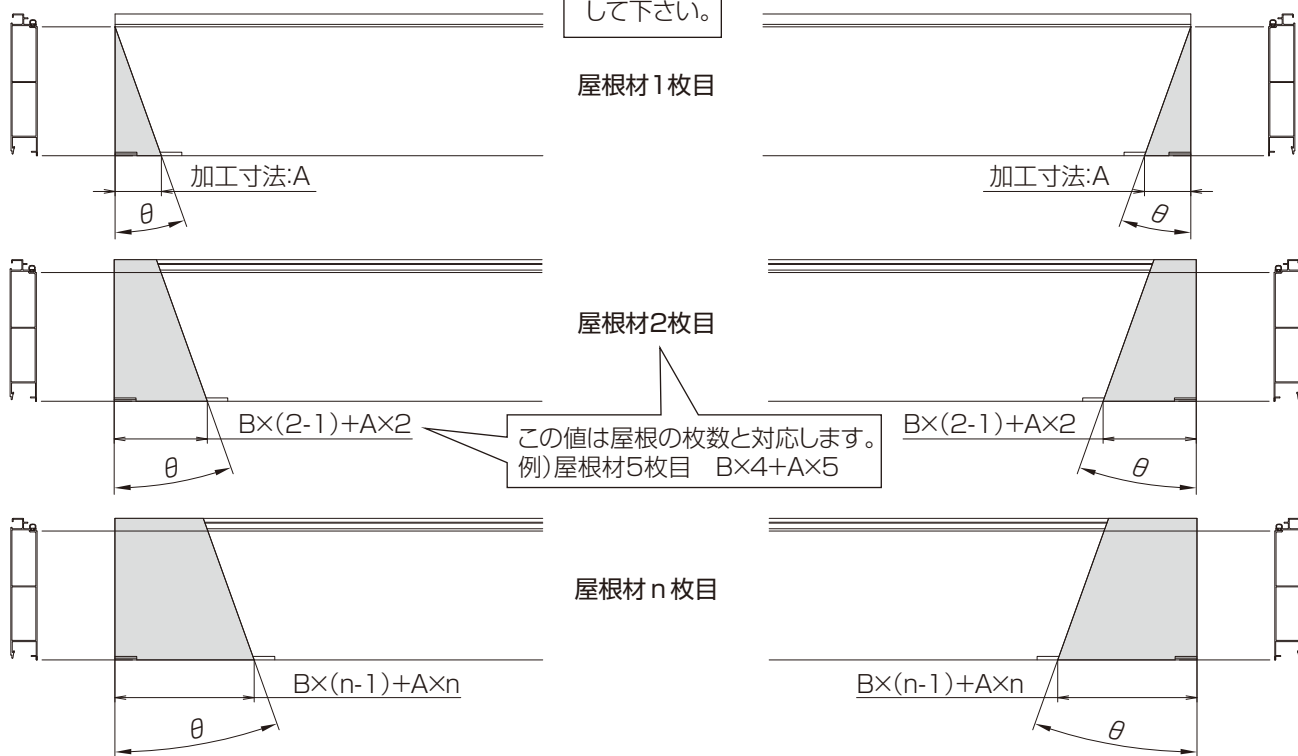 して下さい。
屋根材1枚目
加工寸法:A
加工寸法:A
θ
θ
屋根材2枚目
B×(2-1)+A×2
B×(2-1)+A×2
この値は屋根の枚数と対応します。
例)屋根材5枚目 B×4+A×5
θ
θ
屋根材n枚目
B×(n-1)+A×n
B×(n-1)+A×n
θ
θ